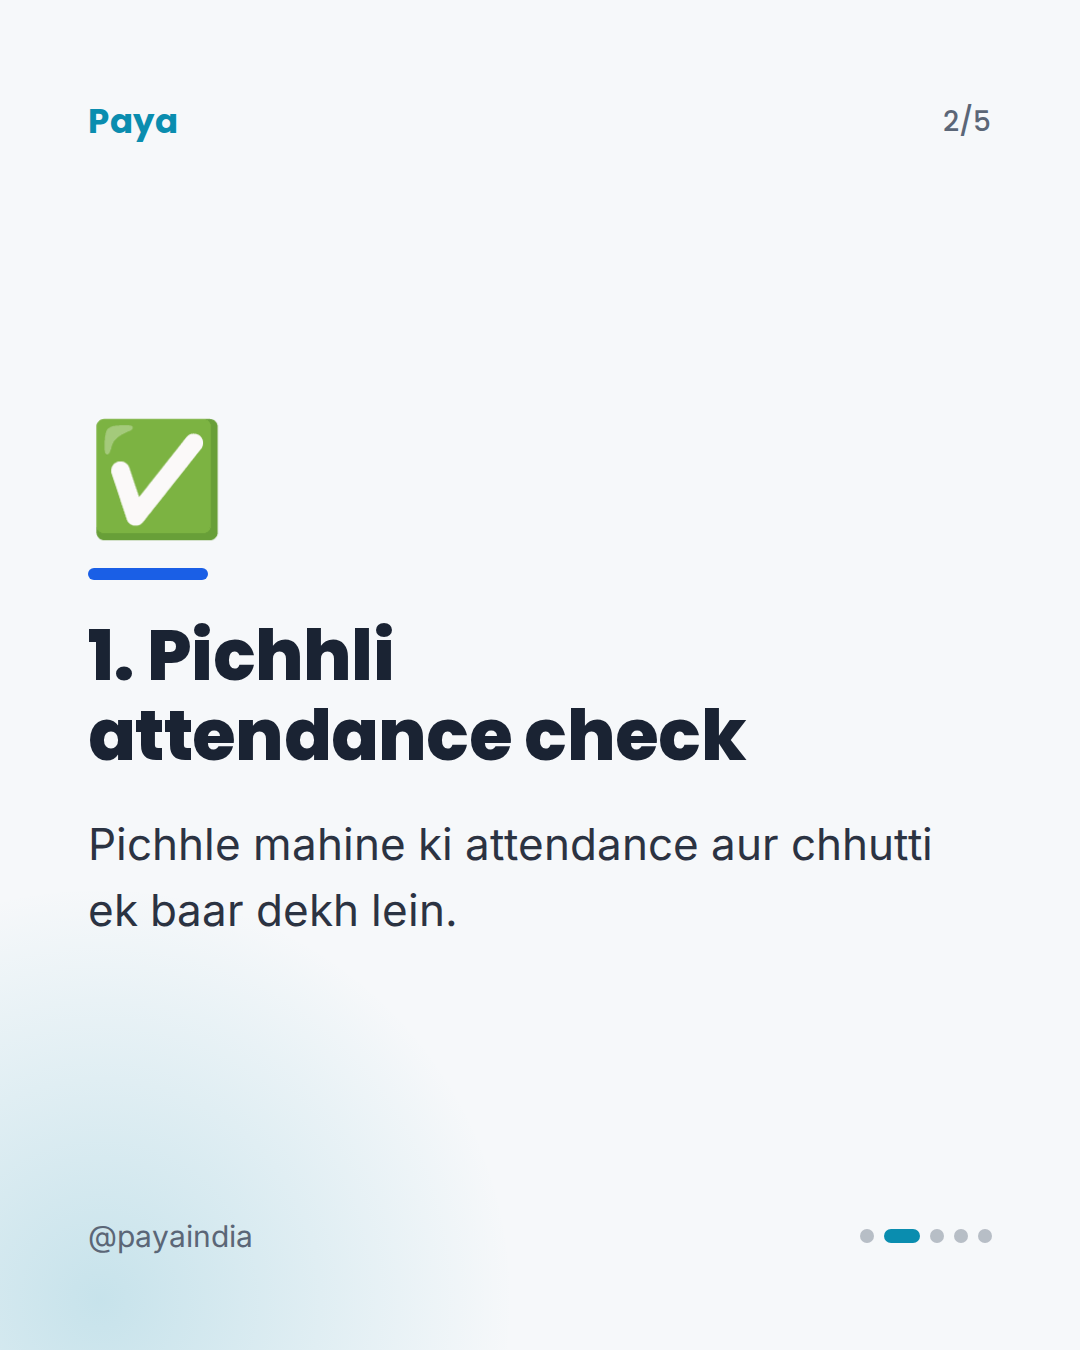 Paya
2/5
1. Pichhli
attendance check
Pichhle mahine ki attendance aur chhutti
ek baar dekh lein.
@payaindia